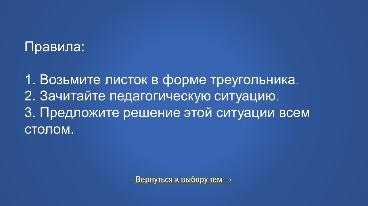 Правила:
1. Возьмите листок в форме треугольника.
2. Зачитайте педагогическую ситуацию.
3. Предложите решение этой ситуации всем
столом.
Вернуться к выбору тем→